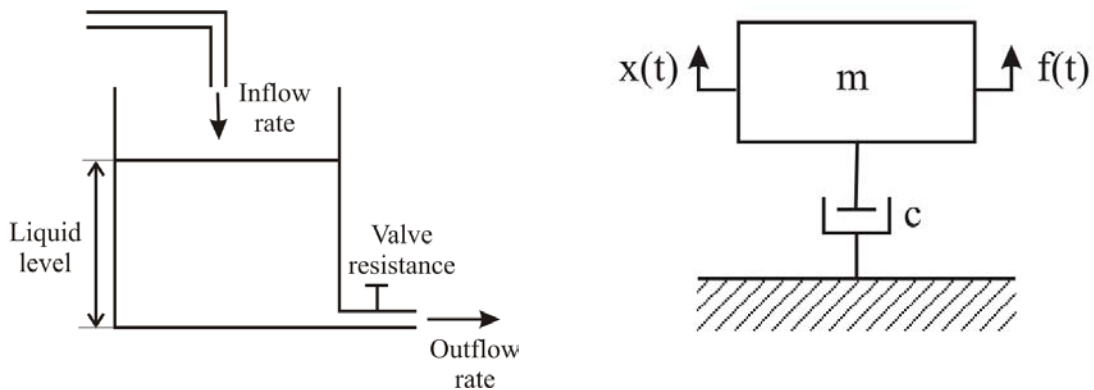 Inflow
rate
Liquid
level
Valve
resistance
Outflow
rate
x(t)
m
f(t)
c